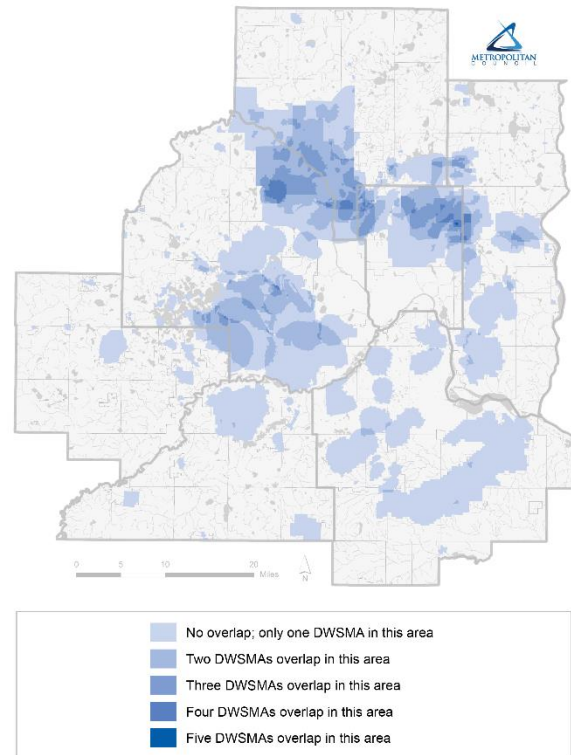 METROPOLITAN
COUNCIL
0 5 10 20
Miles
N
No overlap; only one DWSMA in this area
Two DWSMAs overlap in this area
Three DWSMAs overlap in this area
Four DWSMAs overlap in this area
Five DWSMAs overlap in this area